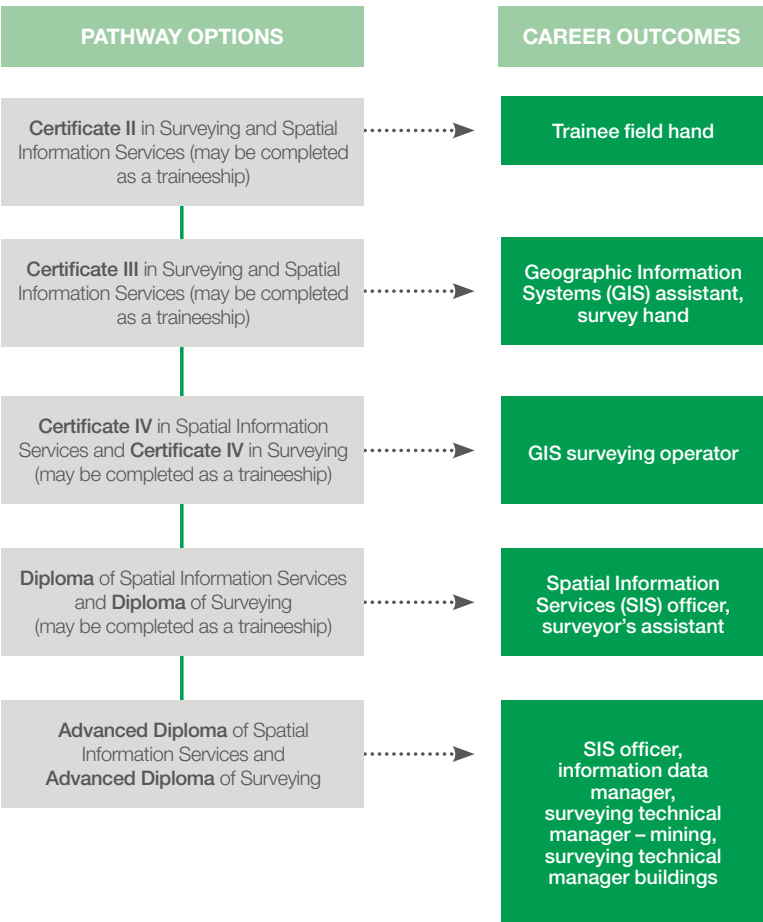 PATHWAY OPTIONS
CAREER OUTCOMES
Certificate II in Surveying and Spatial
Information Services (may be completed
as a traineeship)
Trainee field hand
Certificate III in Surveying and Spatial
Information Services (may be completed
as a traineeship)
Geographic Information
Systems (GIS) assistant,
survey hand
Certificate IV in Spatial Information
Services and Certificate IV in Surveying
(may be completed as a traineeship)
GIS surveying operator
Diploma of Spatial Information Services
and Diploma of Surveying
(may be completed as a traineeship)
Spatial Information
Services (SIS) officer,
surveyor’s assistant
Advanced Diploma of Spatial
Information Services and
Advanced Diploma of Surveying
SIS officer,
information data
manager,
surveying technical
manager – mining,
surveying technical
manager buildings